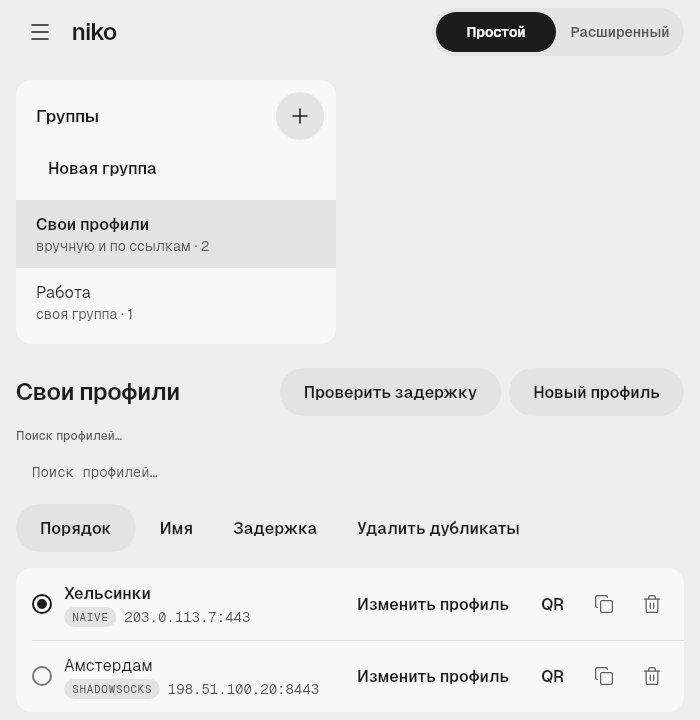 niko
Простой
Расширенный
Группы
Новая группа
Свои профили
вручную и по ссылкам · 2
Работа
своя группа · 1
Свои профили
Проверить задержку
Новый профиль
Поиск профилей…
Поиск профилей…
Порядок
Имя
Задержка
Удалить дубликаты
Хельсинки
NAIVE 203.0.113.7:443
Изменить профиль
QR
Амстердам
SHADOWSOCKS 198.51.100.20:8443
Изменить профиль
QR